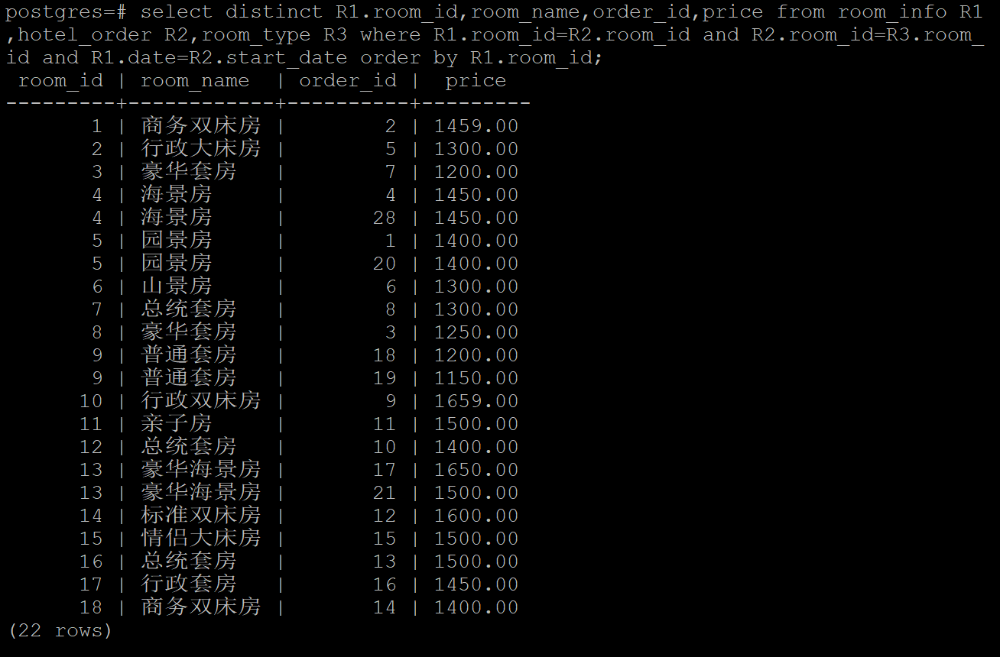 postgres=# select distinct R1.room_id,room_name,order_id,price from room_info R1
,hotel_order R2,room_type R3 where R1.room_id=R2.room_id and R2.room_id=R3.room_
id and R1.date=R2.start_date order by R1.room_id;
 room_id | room_name  | order_id |  price
---------+------------+----------+---------
       1 | 商务双床房 |        2 | 1459.00
       2 | 行政大床房 |        5 | 1300.00
       3 | 豪华套房   |        7 | 1200.00
       4 | 海景房     |        4 | 1450.00
       4 | 海景房     |       28 | 1450.00
       5 | 园景房     |        1 | 1400.00
       5 | 园景房     |       20 | 1400.00
       6 | 山景房     |        6 | 1300.00
       7 | 总统套房   |        8 | 1300.00
       8 | 豪华套房   |        3 | 1250.00
       9 | 普通套房   |       18 | 1200.00
       9 | 普通套房   |       19 | 1150.00
      10 | 行政双床房 |        9 | 1659.00
      11 | 亲子房     |       11 | 1500.00
      12 | 总统套房   |       10 | 1400.00
      13 | 豪华海景房 |       17 | 1650.00
      13 | 豪华海景房 |       21 | 1500.00
      14 | 标准双床房 |       12 | 1600.00
      15 | 情侣大床房 |       15 | 1500.00
      16 | 总统套房   |       13 | 1500.00
      17 | 行政套房   |       16 | 1450.00
      18 | 商务双床房 |       14 | 1400.00
(22 rows)